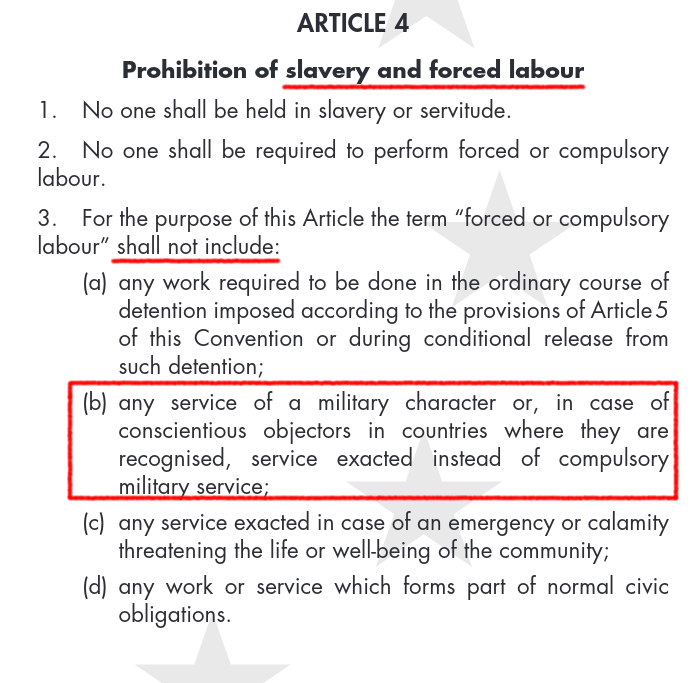 ARTICLE 4
Prohibition of slavery and forced labour
1. No one shall be held in slavery or servitude.
2. No one shall be required to perform forced or compulsory
labour.
3. For the purpose of this Article the term “forced or compulsory
labour” shall not include:
(a) any work required to be done in the ordinary course of
detention imposed according to the provisions of Article 5
of this Convention or during conditional release from
such detention;
(b) any service of a military character or, in case of
conscientious objectors in countries where they are
recognised, service exacted instead of compulsory
military service;
(c) any service exacted in case of an emergency or calamity
threatening the life or well-being of the community;
(d) any work or service which forms part of normal civic
obligations.